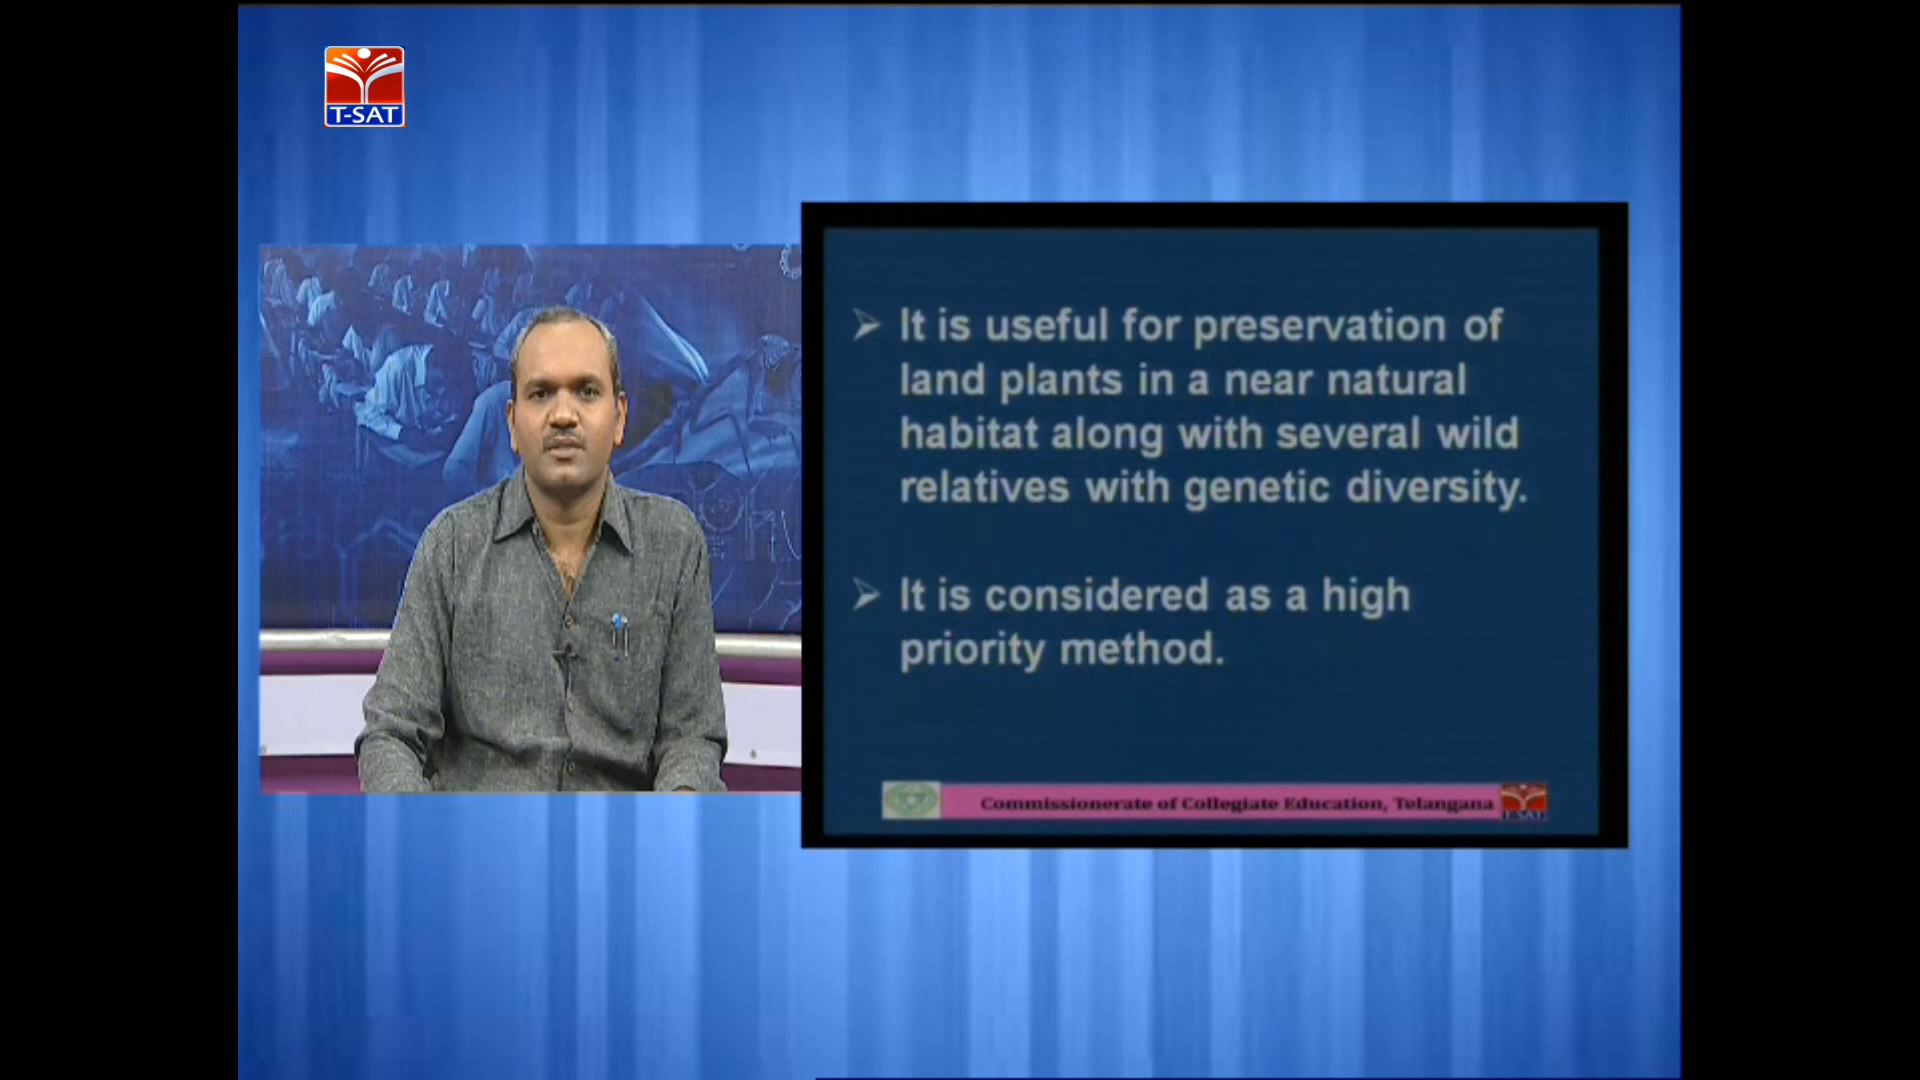 T-SAT
It is useful for preservation of
land plants in a near natural
habitat along with several wild
relatives with genetic diversity.
It is considered as a high
priority method.
Commissionerate of Collegiate Education, Telangana
T-SAT